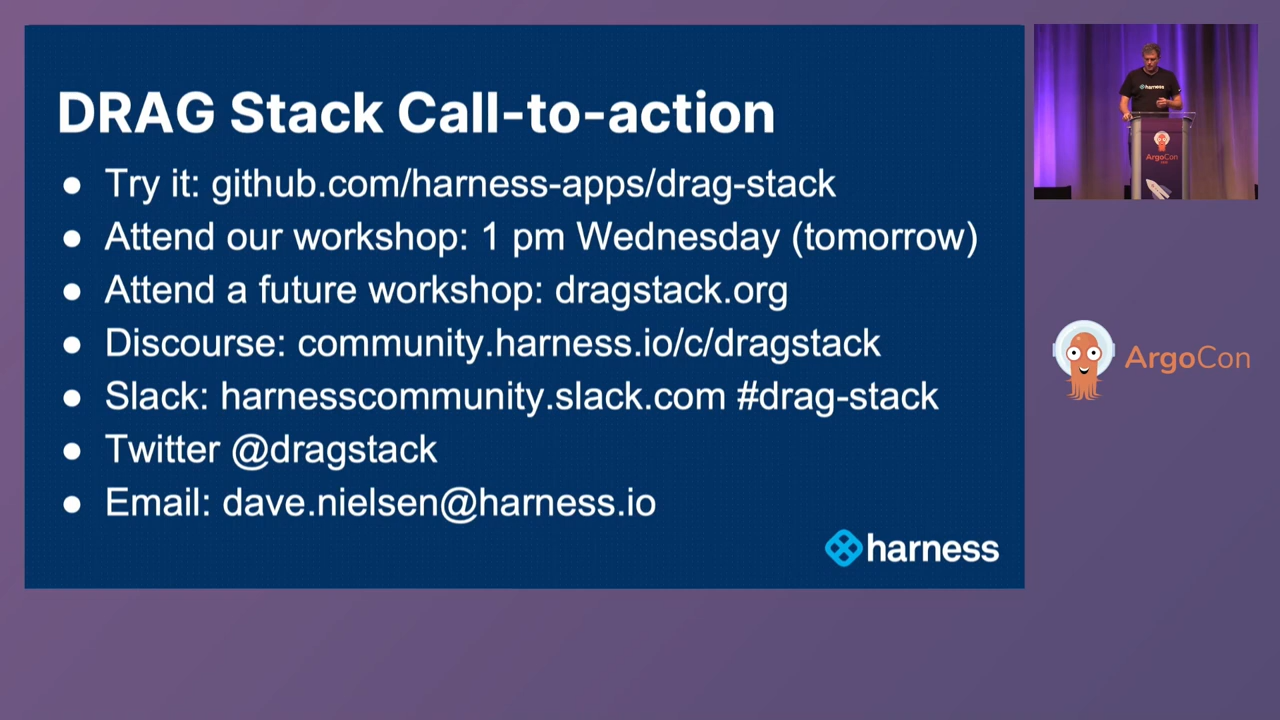 DRAG Stack Call-to-action
● Try it: github.com/harness-apps/drag-stack
● Attend our workshop: 1 pm Wednesday (tomorrow)
● Attend a future workshop: dragstack.org
● Discourse: community.harness.io/c/dragstack
● Slack: harnesscommunity.slack.com #drag-stack
● Twitter @dragstack
● Email: dave.nielsen@harness.io
harness
harness
ArgoCon
ArgoCon